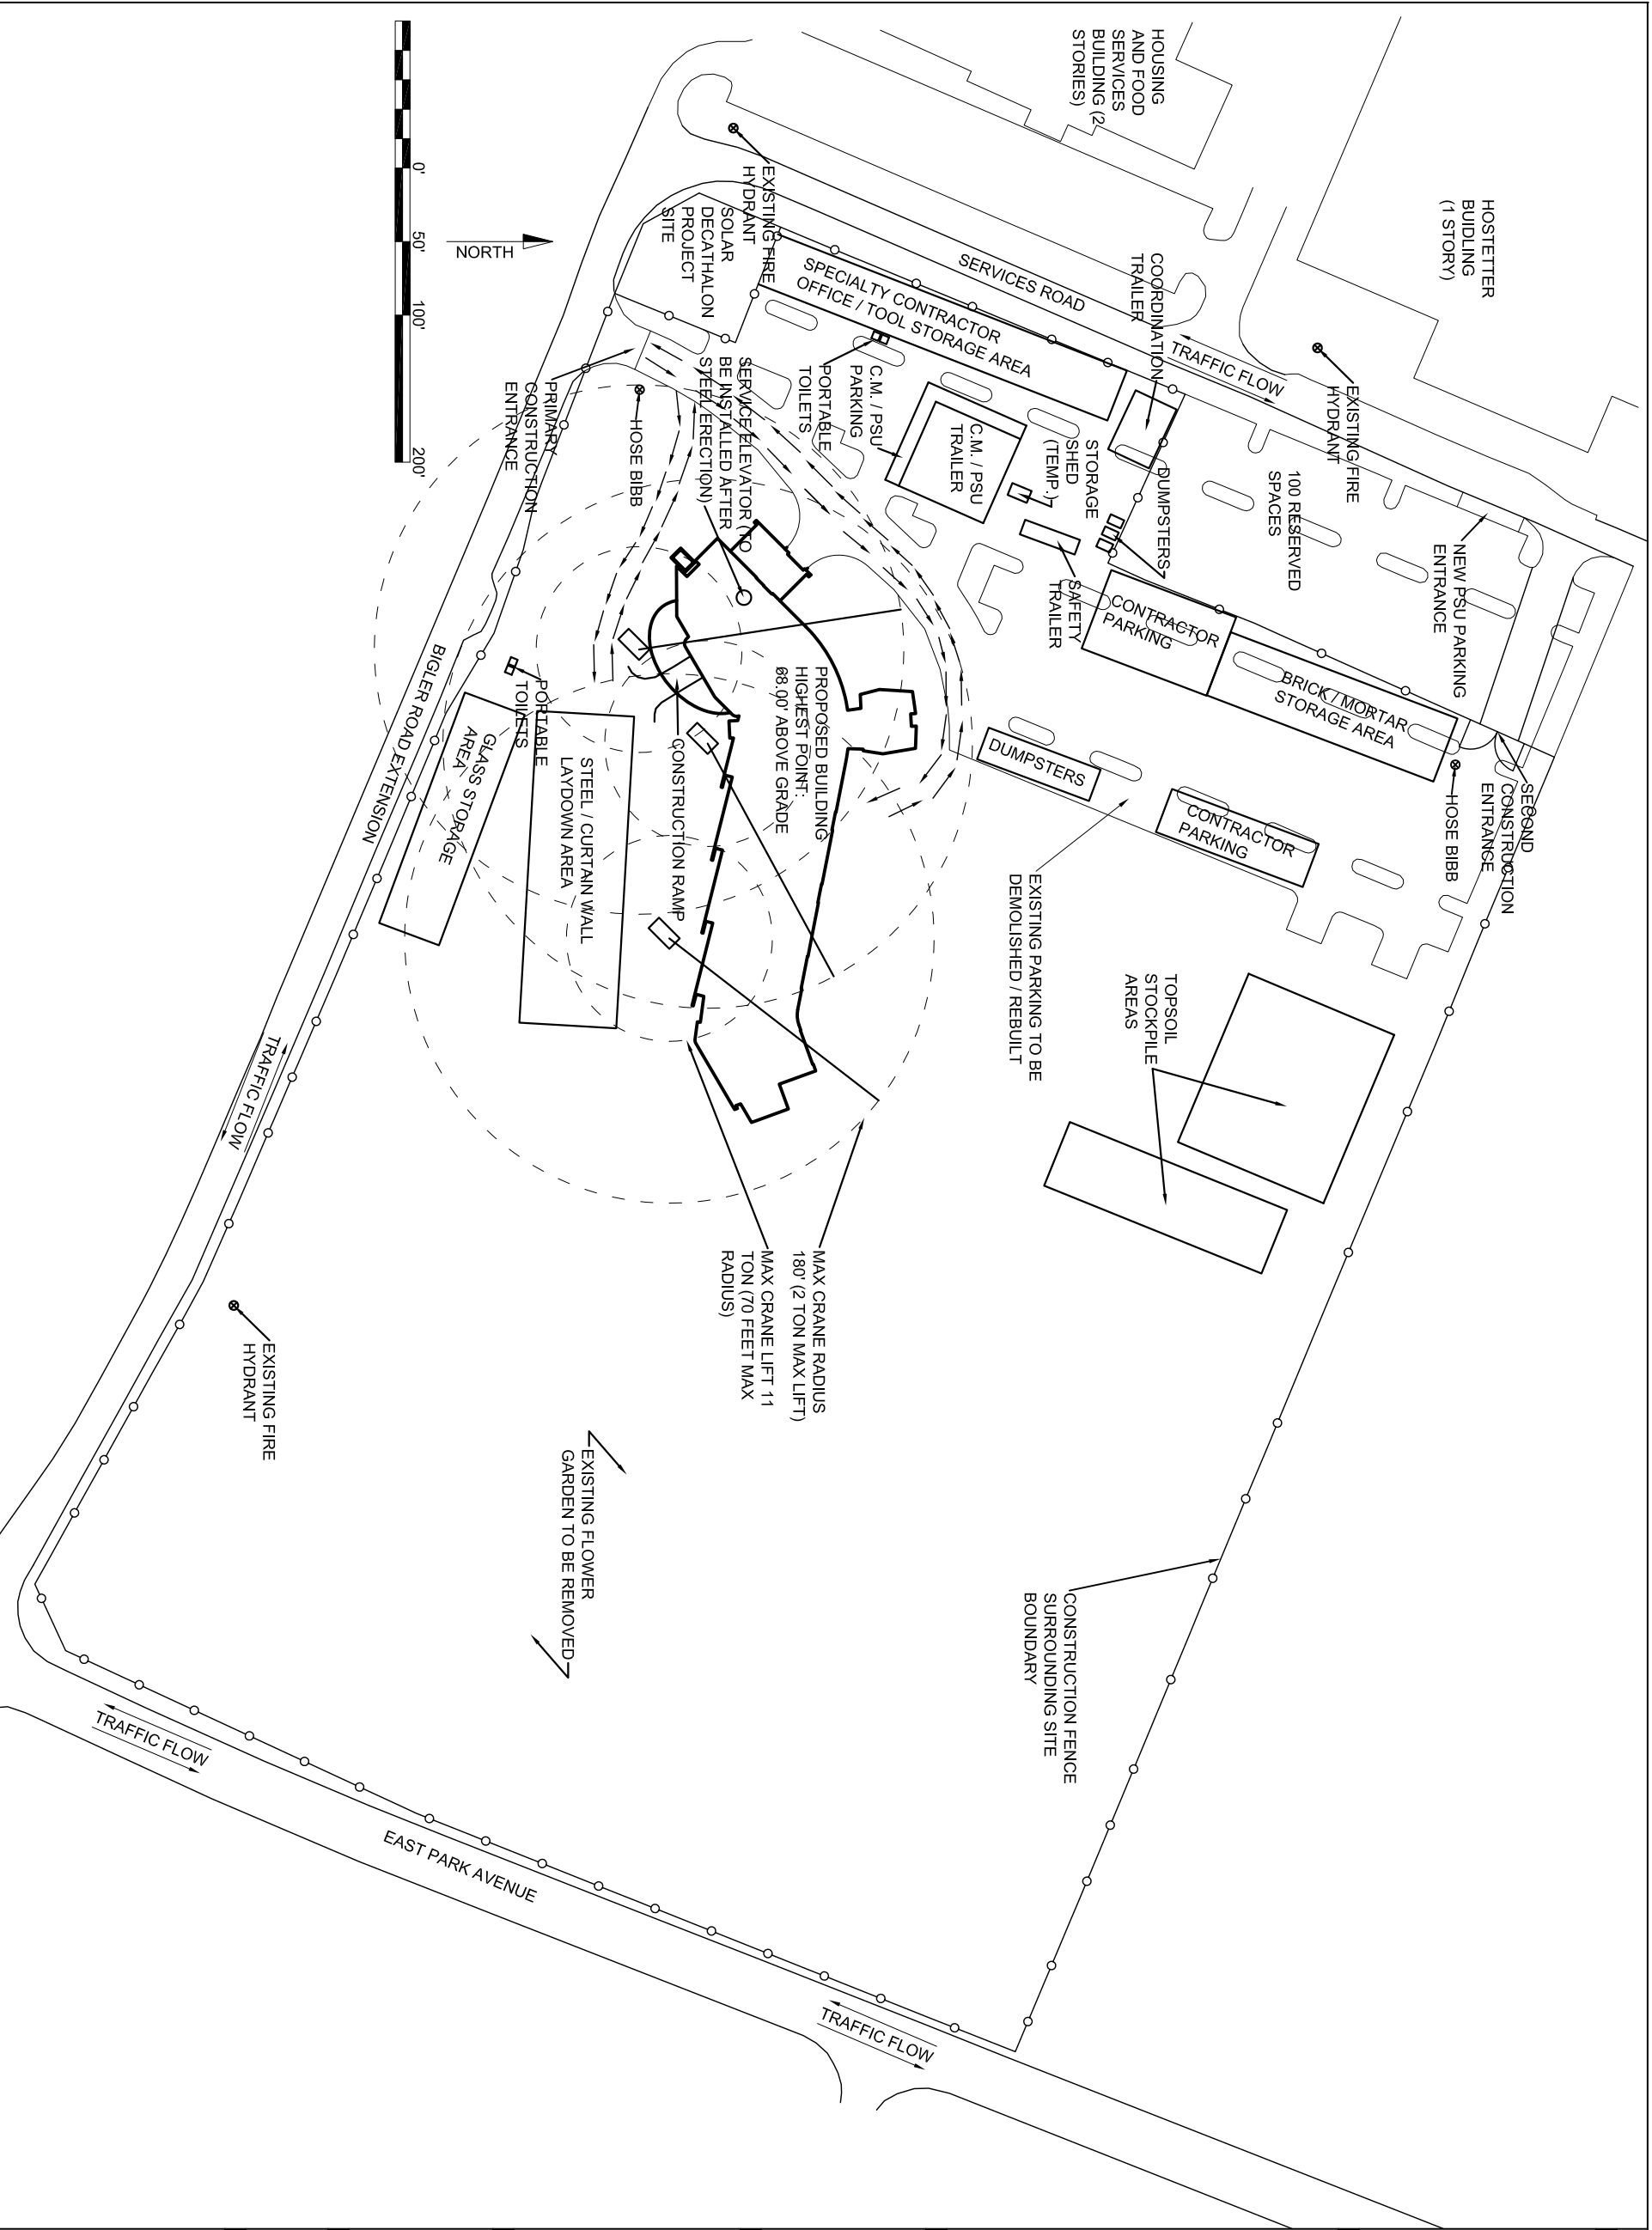 HOUSING
AND FOOD
SERVICES
BUILDING (2
STORIES)
HOSTETTER
BUILDING
(1 STORY)
EXISTING FIRE
HYDRANT
SOLAR
DECATHALON
PROJECT
SITE
SERVICES ROAD
SPECIALTY CONTRACTOR
OFFICE / TOOL STORAGE AREA
COORDINATION
TRAILER
TRAFFIC FLOW
EXISTING FIRE
HYDRANT
0'
50'
100'
200'
NORTH
PRIMARY
CONSTRUCTION
ENTRANCE
HOSE BIBB
SERVICE ELEVATOR (TO
BE INSTALLED AFTER
STEEL ERECTION)
PORTABLE
TOILETS
C.M. / PSU
PARKING
C.M. / PSU
TRAILER
STORAGE
SHED
(TEMP.)
DUMPSTERS
100 RESERVED
SPACES
NEW PSU PARKING
ENTRANCE
SAFETY
TRAILER
CONTRACTOR
PARKING
BRICK / MORTAR
STORAGE AREA
BIGLER ROAD EXTENSION
PORTABLE
TOILETS
GLASS STORAGE
AREA
STEEL / CURTAIN WALL
LAYDOWN AREA
CONSTRUCTION RAMP
PROPOSED BUILDING
HIGHEST POINT:
68.00' ABOVE GRADE
DUMPSTERS
CONTRACTOR
PARKING
HOSE BIBB
SECOND
CONSTRUCTION
ENTRANCE
EXISTING PARKING TO BE
DEMOLISHED / REBUILT
TOPSOIL
STOCKPILE
AREAS
TRAFFIC FLOW
MAX CRANE RADIUS
180' (2 TON MAX LIFT)
MAX CRANE LIFT 11
TON (70 FEET MAX
RADIUS)
EXISTING FIRE
HYDRANT
EXISTING FLOWER
GARDEN TO BE REMOVED
CONSTRUCTION FENCE
SURROUNDING SITE
BOUNDARY
TRAFFIC FLOW
EAST PARK AVENUE
TRAFFIC FLOW